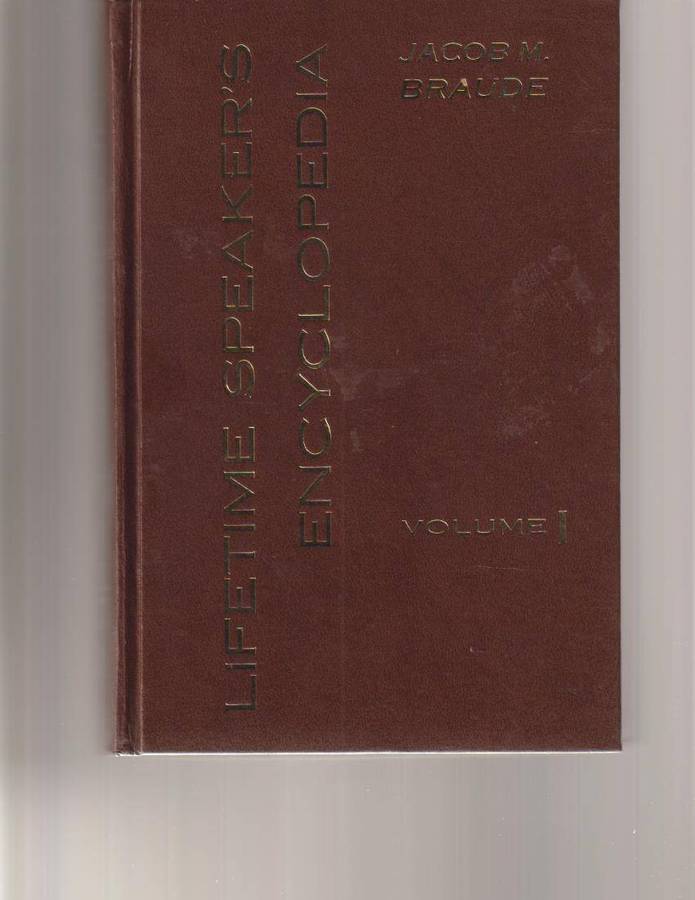 JACOB M.
BRAUDE
LIFETIME SPEAKER'S
ENCYCLOPEDIA
VOLUME I